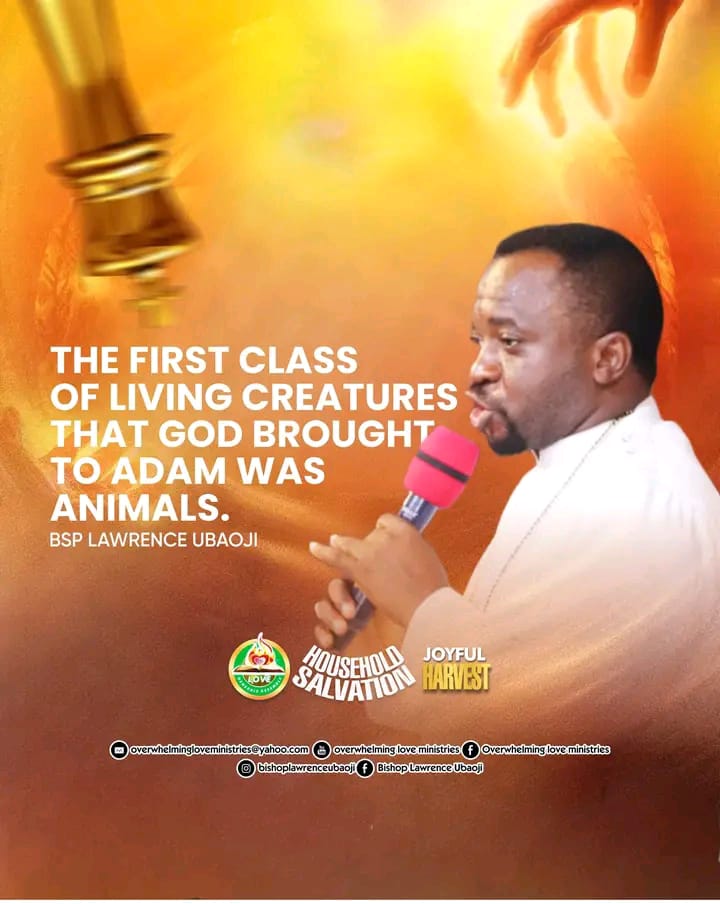 THE FIRST CLASS
OF LIVING CREATURES
THAT GOD BROUGHT
TO ADAM WAS
ANIMALS.
BSP LAWRENCE UBAOJI
LOVE
HOUSEHOLD
SALVATION
JOYFUL
HARVEST
overwhelmingloveministries@yahoo.com overwhelming love ministries Overwhelming love ministries
bishoplawrenceubaoji Bishop Lawrence Ubaoji